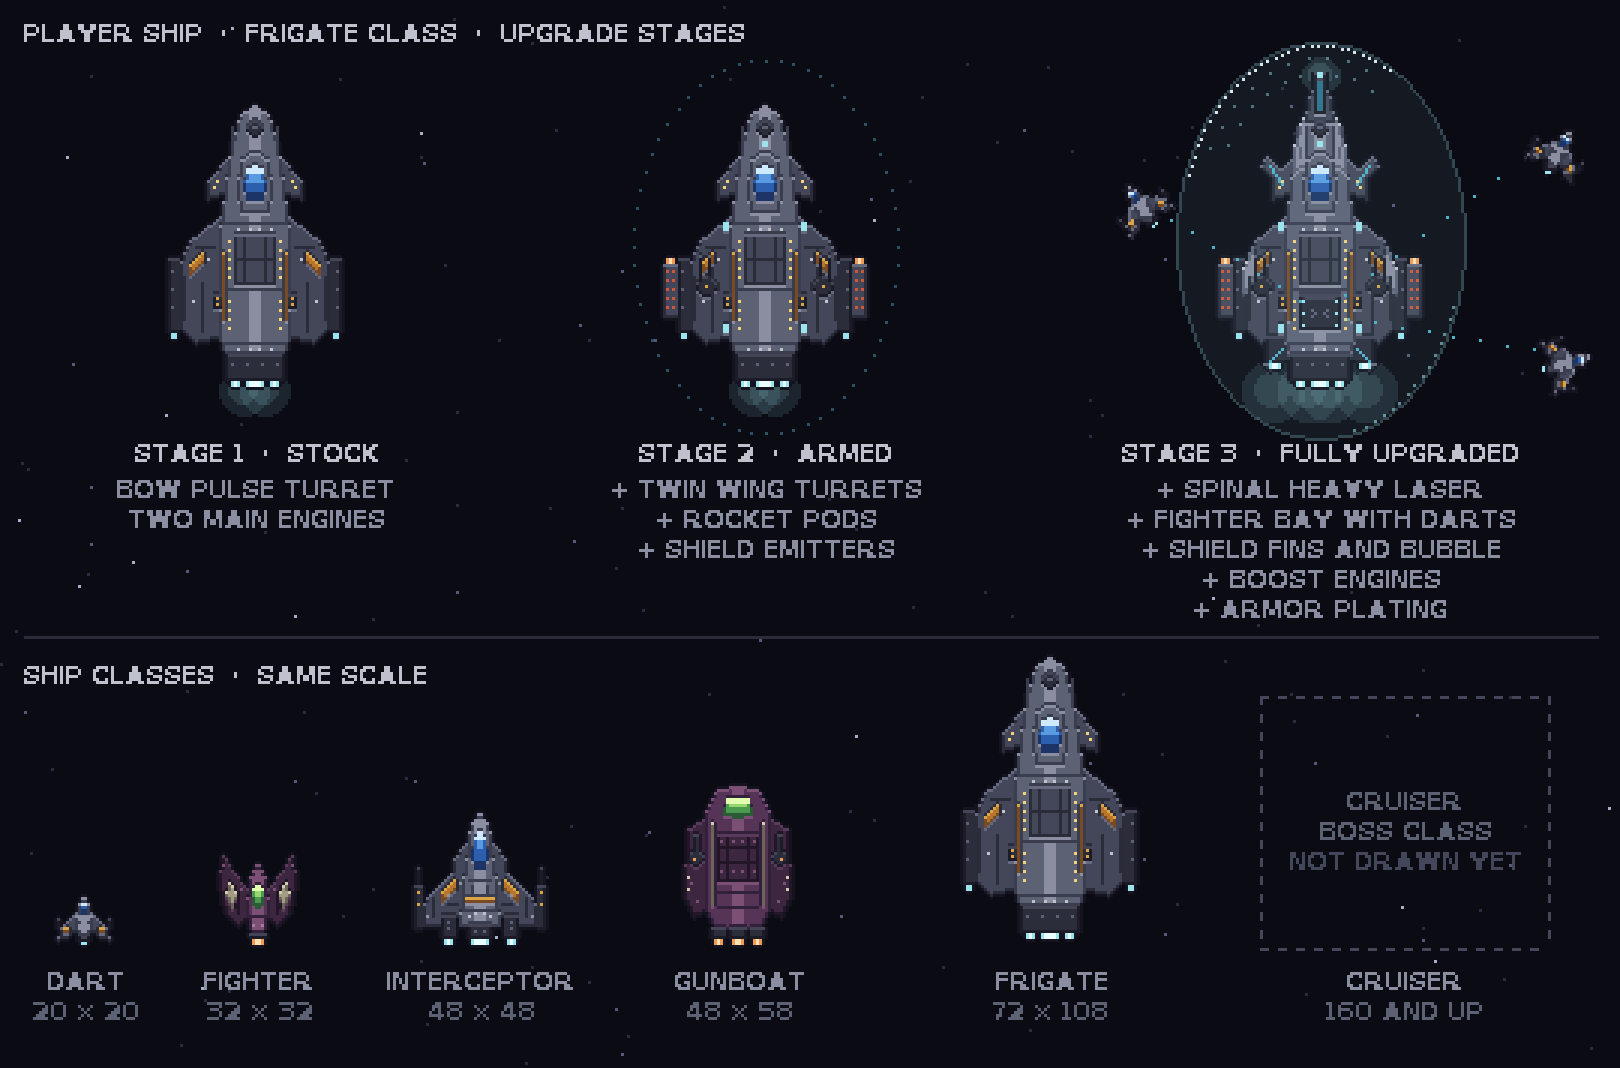 PLAYER SHIP · FRIGATE CLASS · UPGRADE STAGES
STAGE 1 · STOCK
BOW PULSE TURRET
TWO MAIN ENGINES
STAGE 2 · ARMED
+ TWIN WING TURRETS
+ ROCKET PODS
+ SHIELD EMITTERS
STAGE 3 · FULLY UPGRADED
+ SPINAL HEAVY LASER
+ FIGHTER BAY WITH DARTS
+ SHIELD FINS AND BUBBLE
+ BOOST ENGINES
+ ARMOR PLATING
SHIP CLASSES · SAME SCALE
CRUISER
BOSS CLASS
NOT DRAWN YET
DART
20 x 20
FIGHTER
32 x 32
INTERCEPTOR
48 x 48
GUNBOAT
48 x 58
FRIGATE
72 x 108
CRUISER
160 AND UP